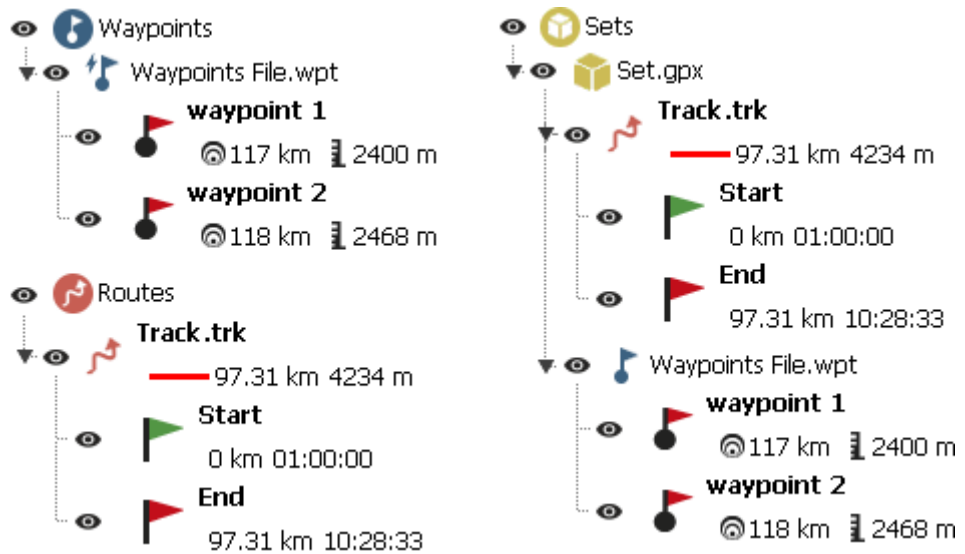 Waypoints
Waypoints File.wpt
waypoint 1
117 km 2400 m
waypoint 2
118 km 2468 m
Routes
Track.trk
97.31 km 4234 m
Start
0 km 01:00:00
End
97.31 km 10:28:33
Sets
Set.gpx
Track.trk
97.31 km 4234 m
Start
0 km 01:00:00
End
97.31 km 10:28:33
Waypoints File.wpt
waypoint 1
117 km 2400 m
waypoint 2
118 km 2468 m